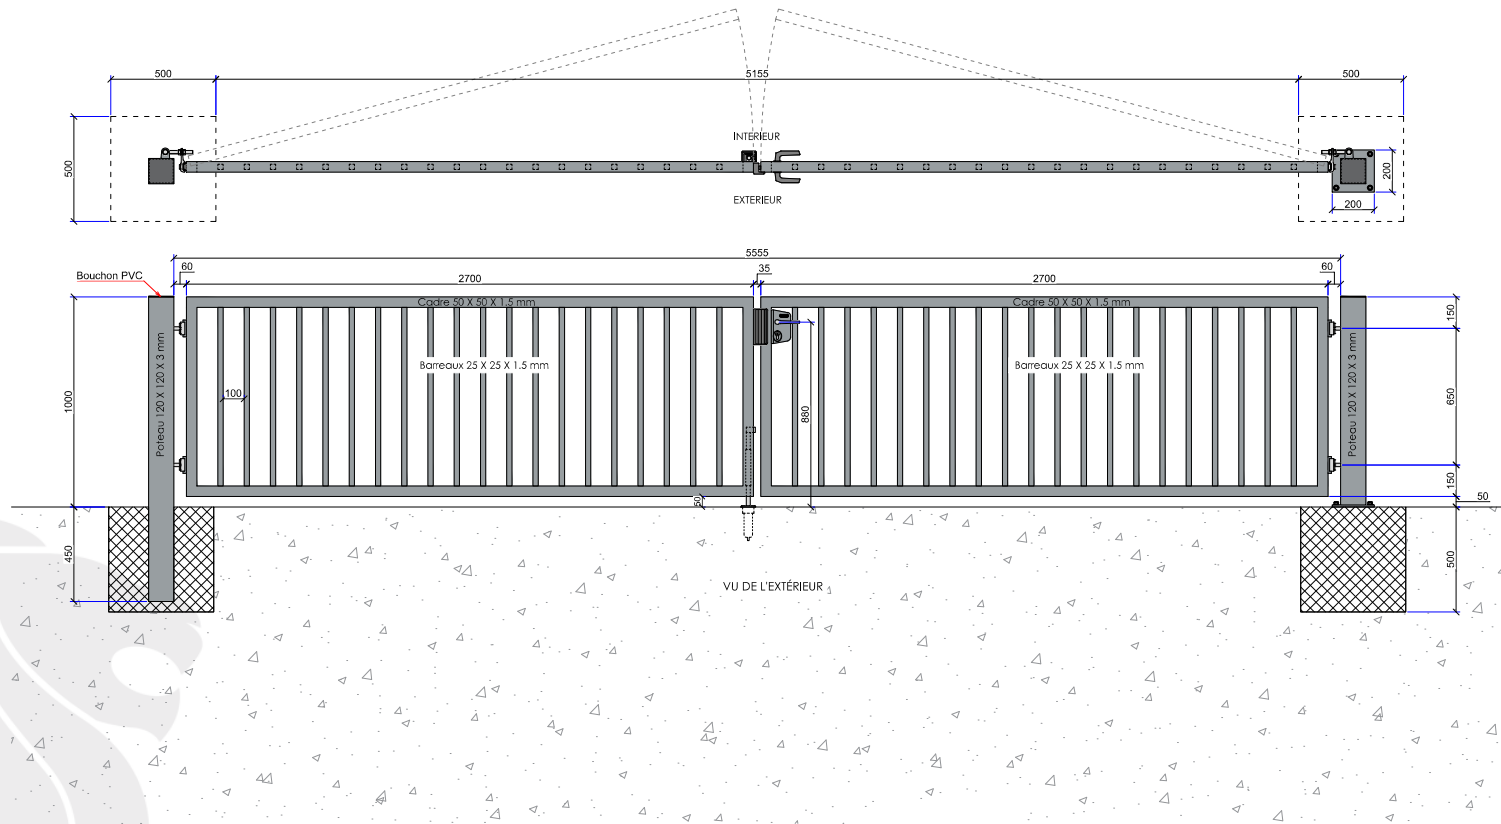 500
5155
500
INTERIEUR
500
200
EXTERIEUR
200
5555
60
2700
35
2700
60
Bouchon PVC
Cadre 50 X 50 X 1.5 mm
Cadre 50 X 50 X 1.5 mm
150
Poteau 120 X 120 X 3 mm
Barreaux 25 X 25 X 1.5 mm
Barreaux 25 X 25 X 1.5 mm
Poteau 120 X 120 X 3 mm
1000
100
880
650
150
50
50
450
500
VU DE L'EXTÉRIEUR